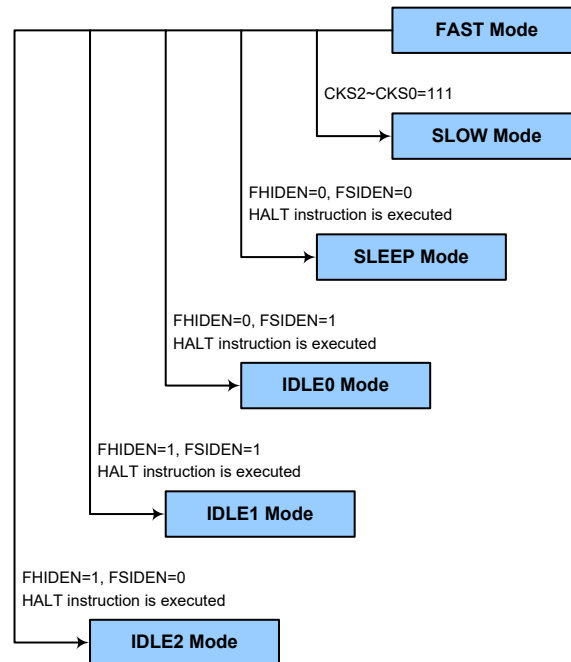 FAST Mode
CKS2~CKS0=111
SLOW Mode
FHIDEN=0, FSIDEN=0
HALT instruction is executed
SLEEP Mode
FHIDEN=0, FSIDEN=1
HALT instruction is executed
IDLE0 Mode
FHIDEN=1, FSIDEN=1
HALT instruction is executed
IDLE1 Mode
FHIDEN=1, FSIDEN=0
HALT instruction is executed
IDLE2 Mode